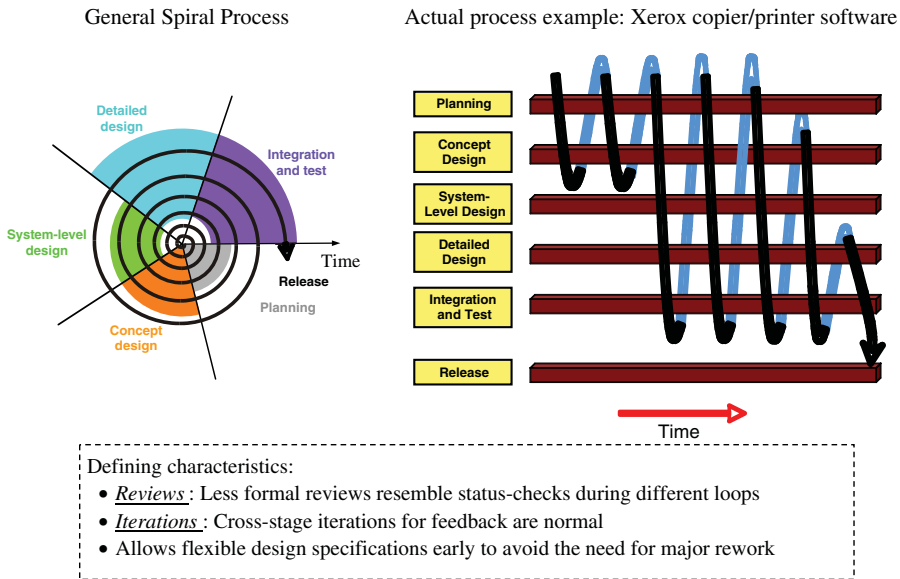 General Spiral Process
Actual process example: Xerox copier/printer software
Detailed
design
Integration
and test
System-level
design
Time
Release
Planning
Concept
design
Planning
Concept
Design
System-
Level Design
Detailed
Design
Integration
and Test
Release
Time
Defining characteristics:
• Reviews : Less formal reviews resemble status-checks during different loops
• Iterations : Cross-stage iterations for feedback are normal
• Allows flexible design specifications early to avoid the need for major rework